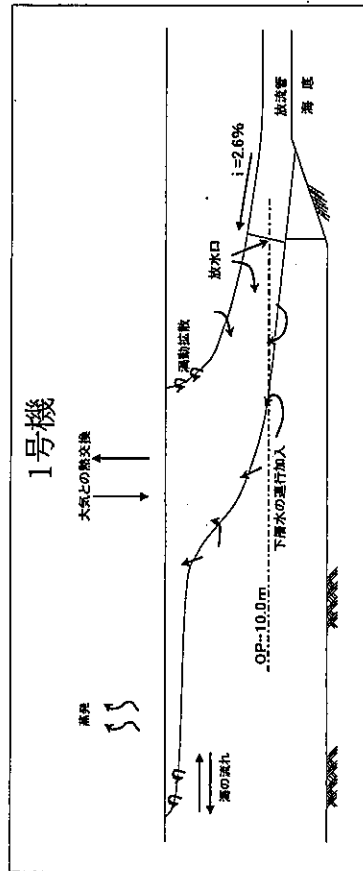 1号機
大気との熱交換
蒸発
渦動拡散
i=2.6%
放水口
放流管
海底
潮の流れ
OP--10.0m
下層水の連行加入